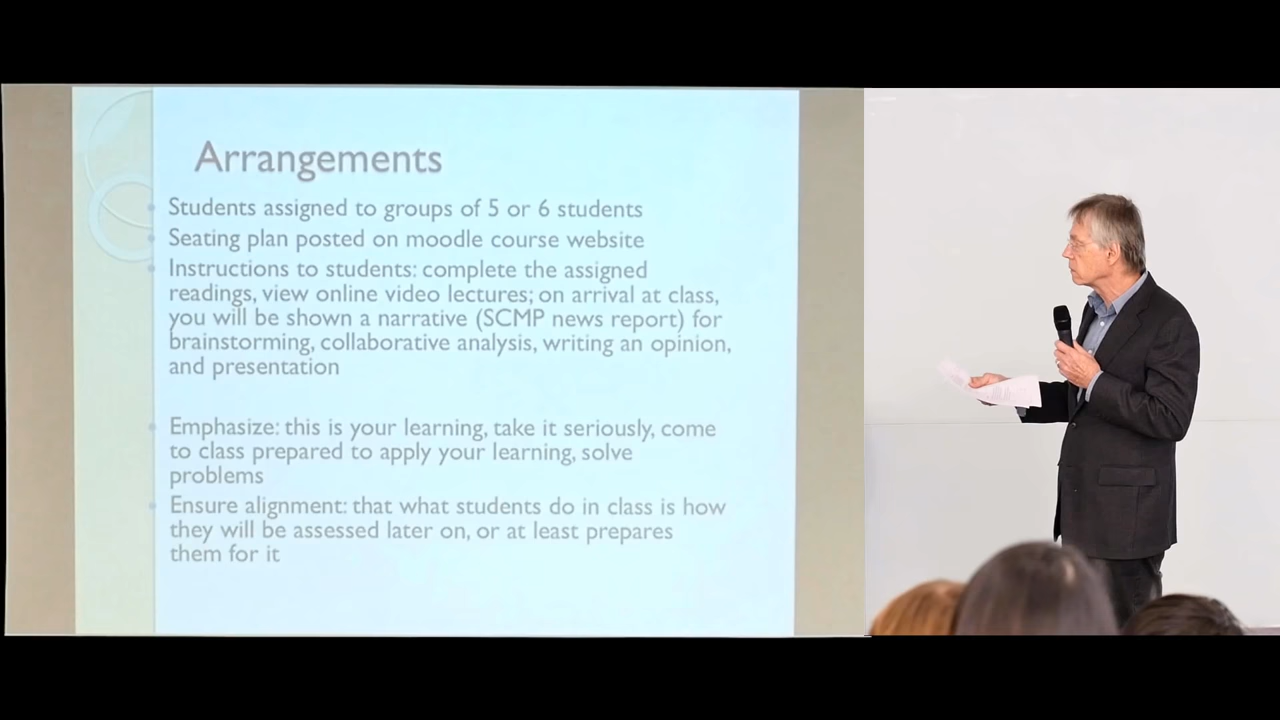 Arrangements
Students assigned to groups of 5 or 6 students
Seating plan posted on moodle course website
Instructions to students: complete the assigned
readings, view online video lectures; on arrival at class,
you will be shown a narrative (SCMP news report) for
brainstorming, collaborative analysis, writing an opinion,
and presentation
Emphasize: this is your learning, take it seriously, come
to class prepared to apply your learning, solve
problems
Ensure alignment: that what students do in class is how
they will be assessed later on, or at least prepares
them for it